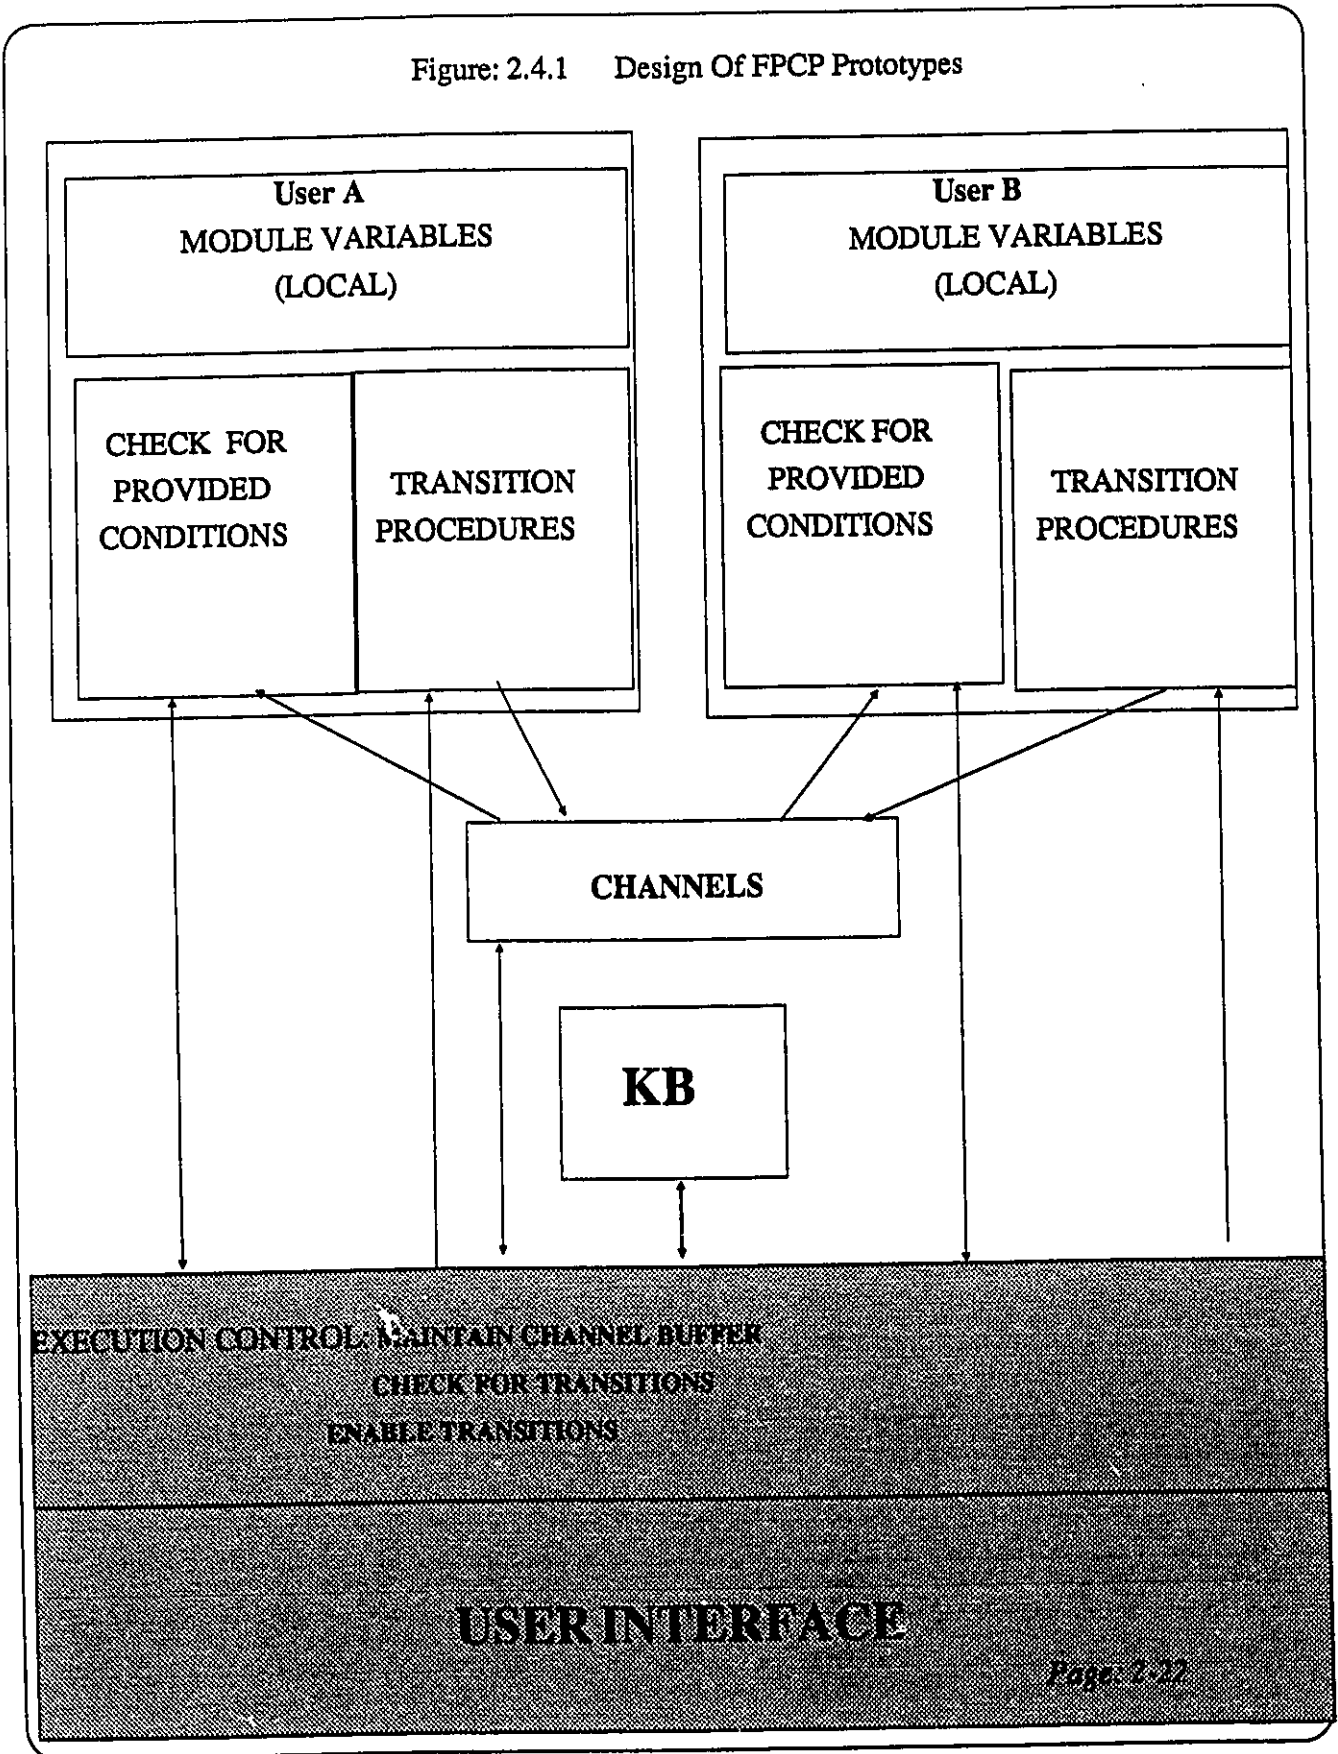 Figure: 2.4.1 Design Of FPCP Prototypes
User A
MODULE VARIABLES
(LOCAL)
User B
MODULE VARIABLES
(LOCAL)
CHECK FOR
PROVIDED
CONDITIONS
TRANSITION
PROCEDURES
CHECK FOR
PROVIDED
CONDITIONS
TRANSITION
PROCEDURES
CHANNELS
KB
EXECUTION CONTROL: MAINTAIN CHANNEL BUFFER
CHECK FOR TRANSITIONS
ENABLE TRANSITIONS
USER INTERFACE
Page: 2-22